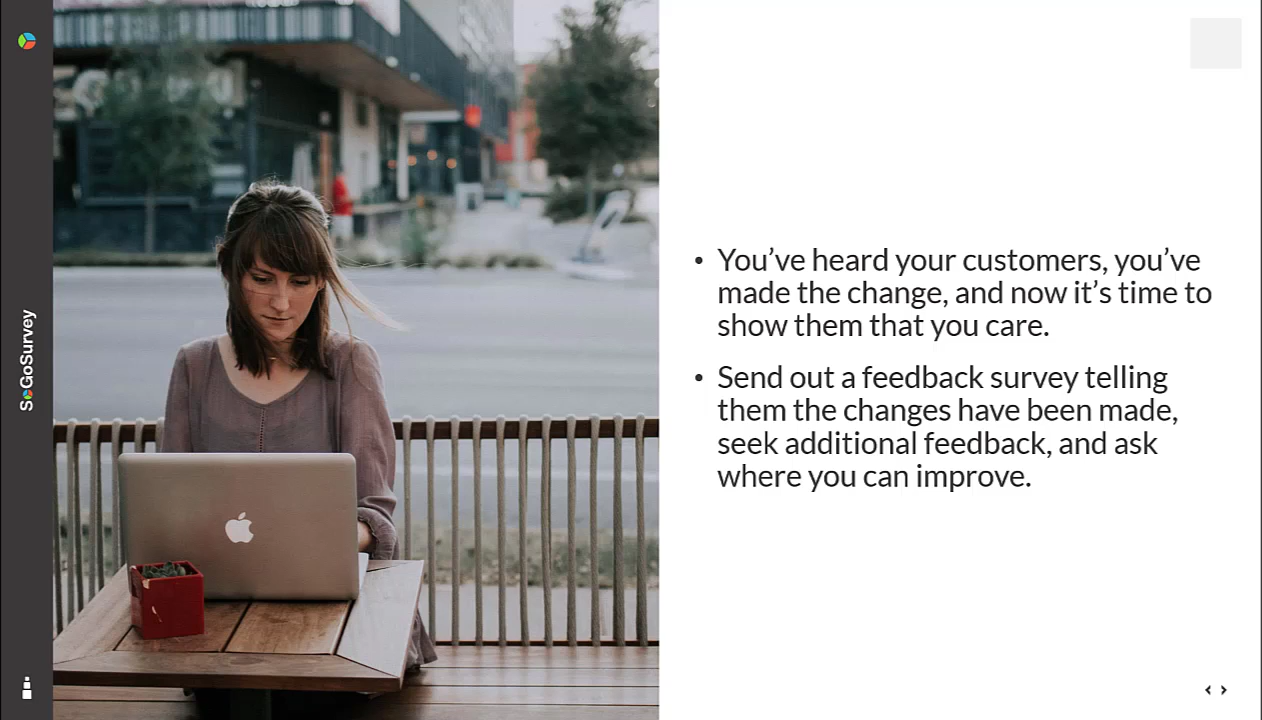 SoGoSurvey
• You’ve heard your customers, you’ve
made the change, and now it’s time to
show them that you care.
• Send out a feedback survey telling
them the changes have been made,
seek additional feedback, and ask
where you can improve.